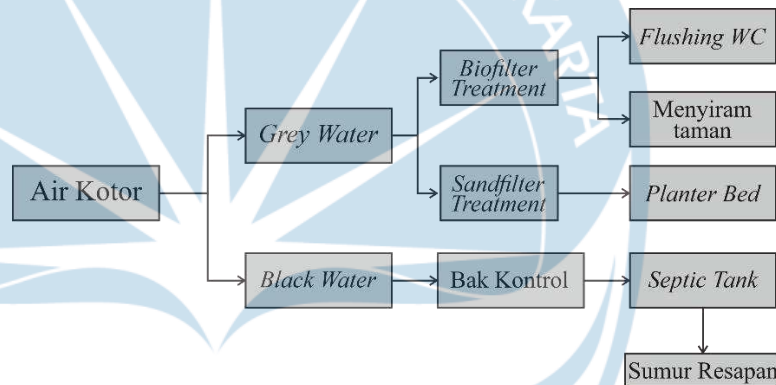 Air Kotor
Grey Water
Biofilter
Treatment
Flushing WC
Menyiram
taman
Sandfilter
Treatment
Planter Bed
Black Water
Bak Kontrol
Septic Tank
Sumur Resapan
KARTA